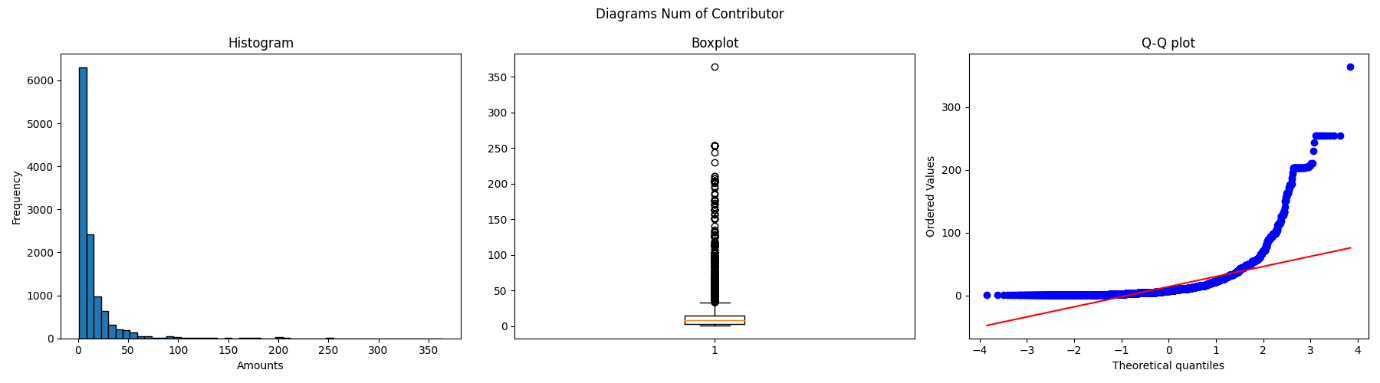 Diagrams Num of Contributor
Histogram
Frequency
6000
5000
4000
3000
2000
1000
0
0 50 100 150 200 250 300 350
Amounts
Boxplot
350
300
250
200
150
100
50
0
1
Q-Q plot
Ordered Values
300
200
100
0
−4 −3 −2 −1 0 1 2 3 4
Theoretical quantiles